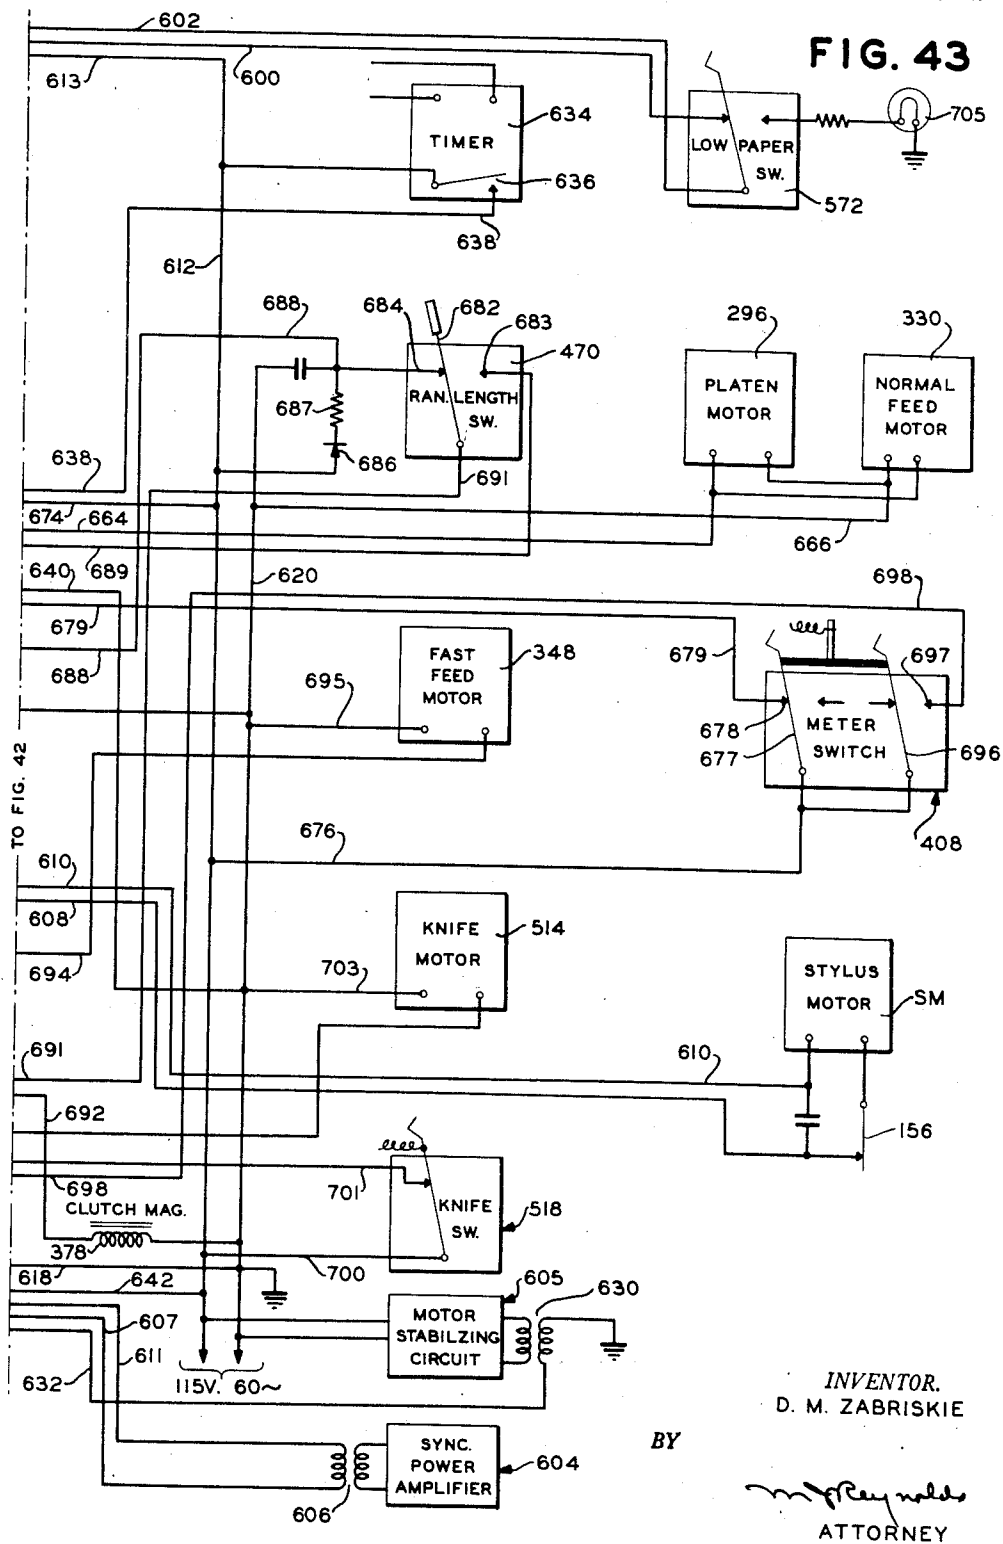 602
FIG. 43
600
613
634
705
TIMER
LOW PAPER
SW.
636
572
638
612
688
684
682
683
296
330
470
PLATEN
MOTOR
NORMAL
FEED
MOTOR
687
RAN. LENGTH
SW.
686
638
691
674
664
666
689
640
620
698
679
679
697
FAST
FEED
MOTOR
348
688
695
678
METER
SWITCH
677
696
TO FIG. 42
676
408
610
608
KNIFE
MOTOR
514
694
703
STYLUS
MOTOR
SM
691
610
692
156
701
698
KNIFE
SW.
518
CLUTCH MAG.
378
700
618
642
605
630
MOTOR
STABILZING
CIRCUIT
607
611
632
115V. 60~
INVENTOR.
D. M. ZABRISKIE
BY
SYNC.
POWER
AMPLIFIER
604
606
M J Reynolds
ATTORNEY